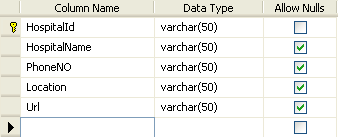 Column Name Data Type Allow Nulls
HospitalId varchar(50)
HospitalName varchar(50)
PhoneNO varchar(50)
Location varchar(50)
Url varchar(50)